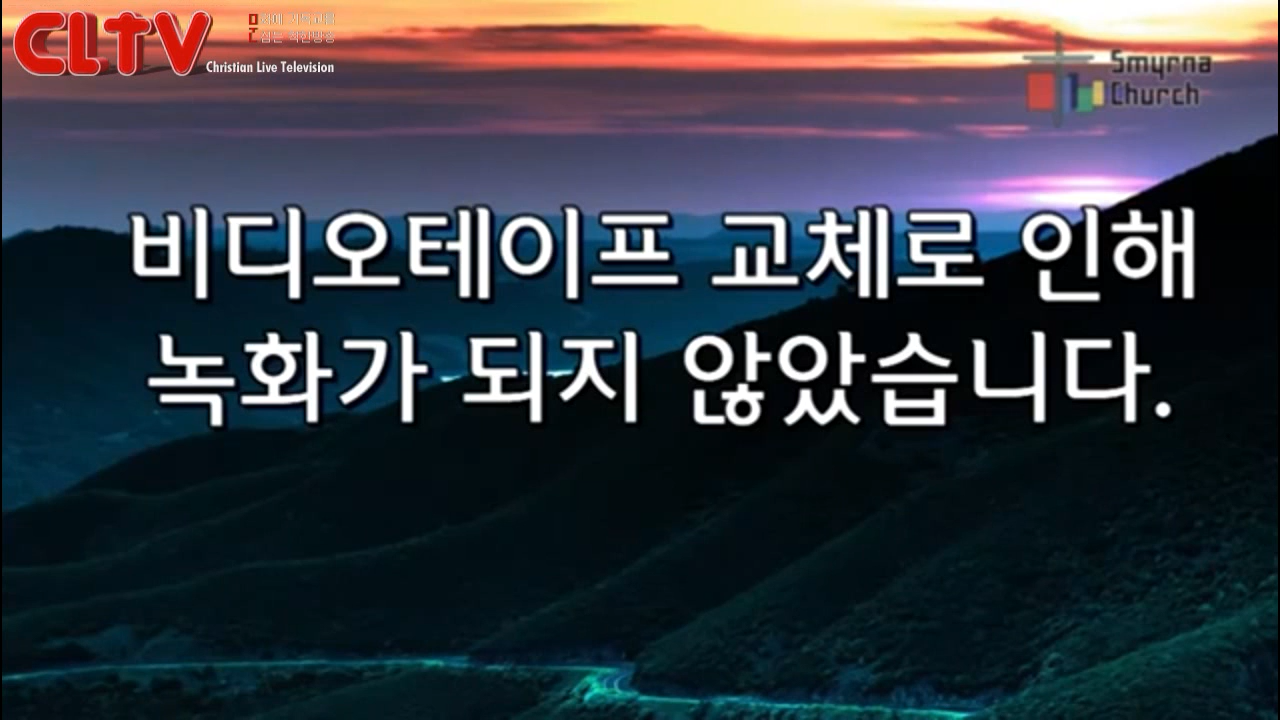 CLTV
Christian Live Television
Smyrna
Church
비디오테이프 교체로 인해
녹화가 되지 않았습니다.